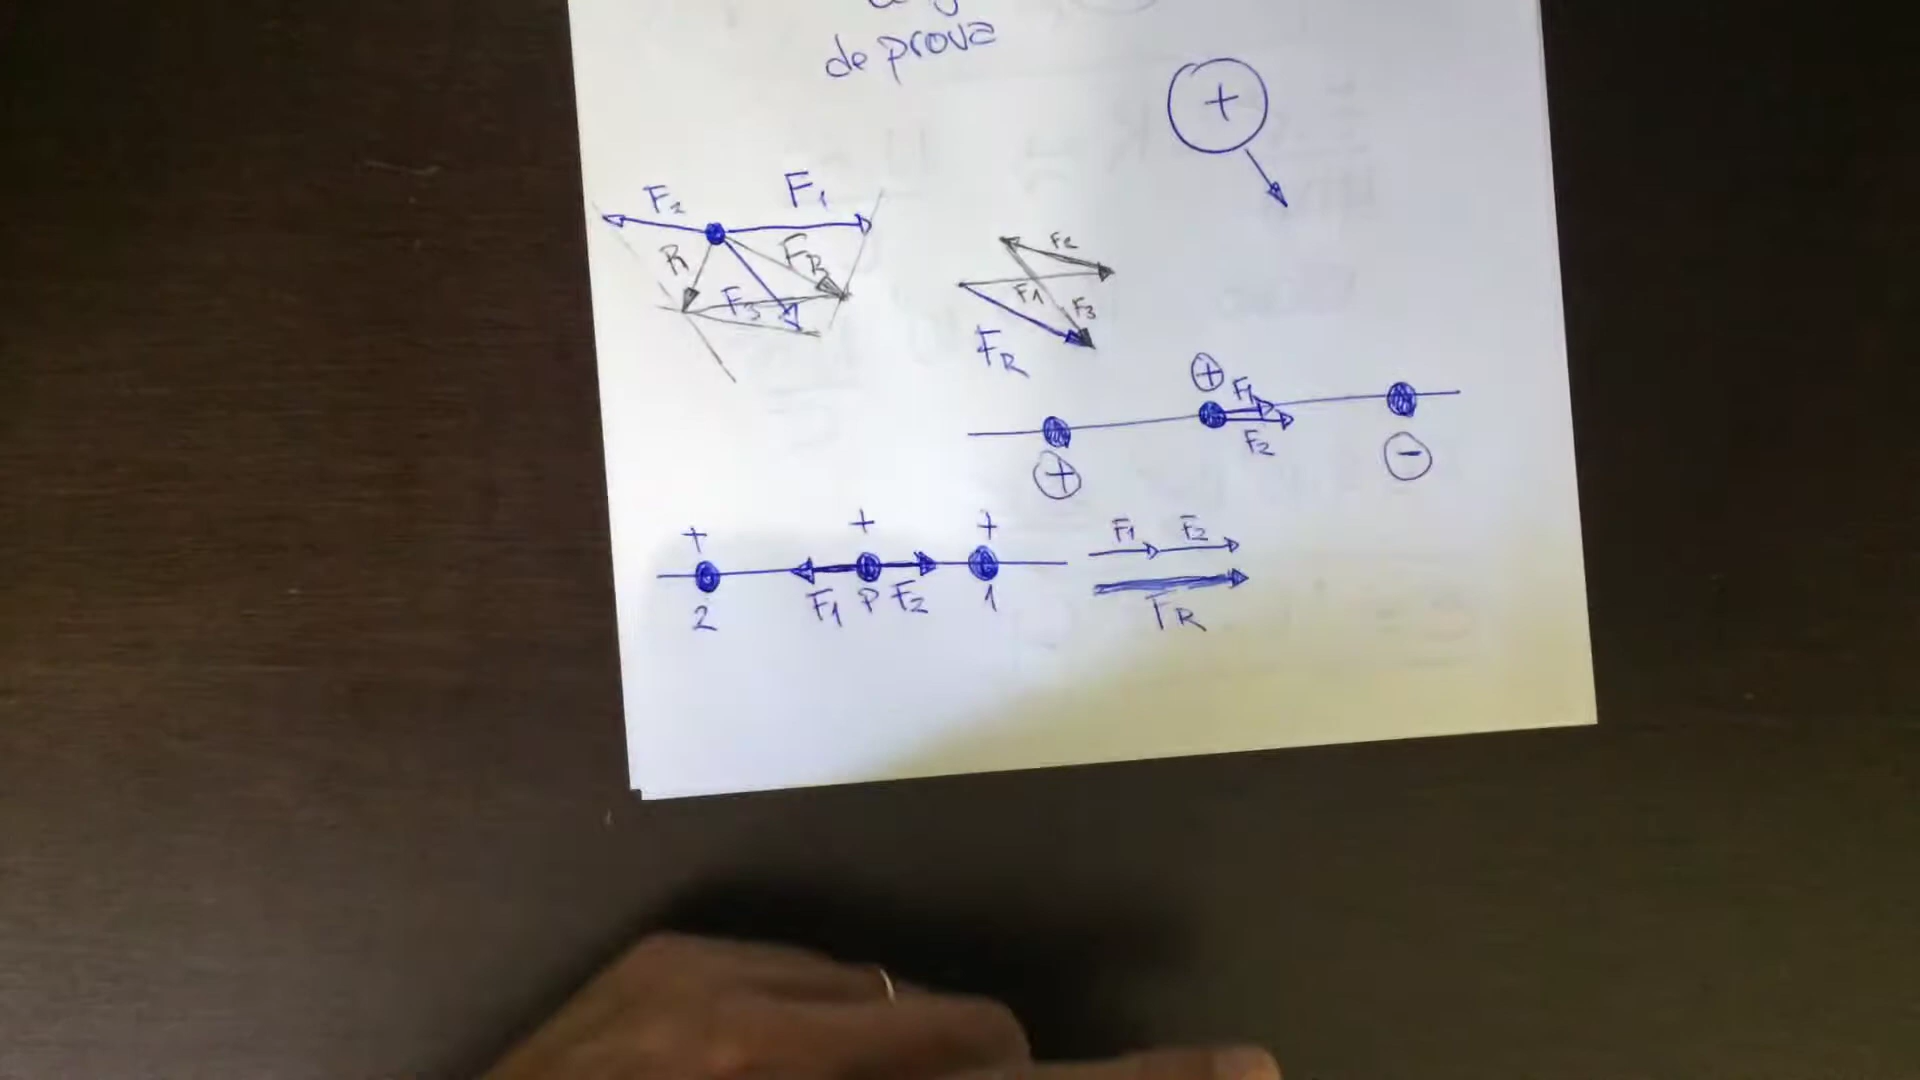 de prova
+
F2 F1
R FR
F3
F2
F1 F3
FR
+ F1
F2
+ -
+ + +
F1 F2
2 F1 P F2 1
FR